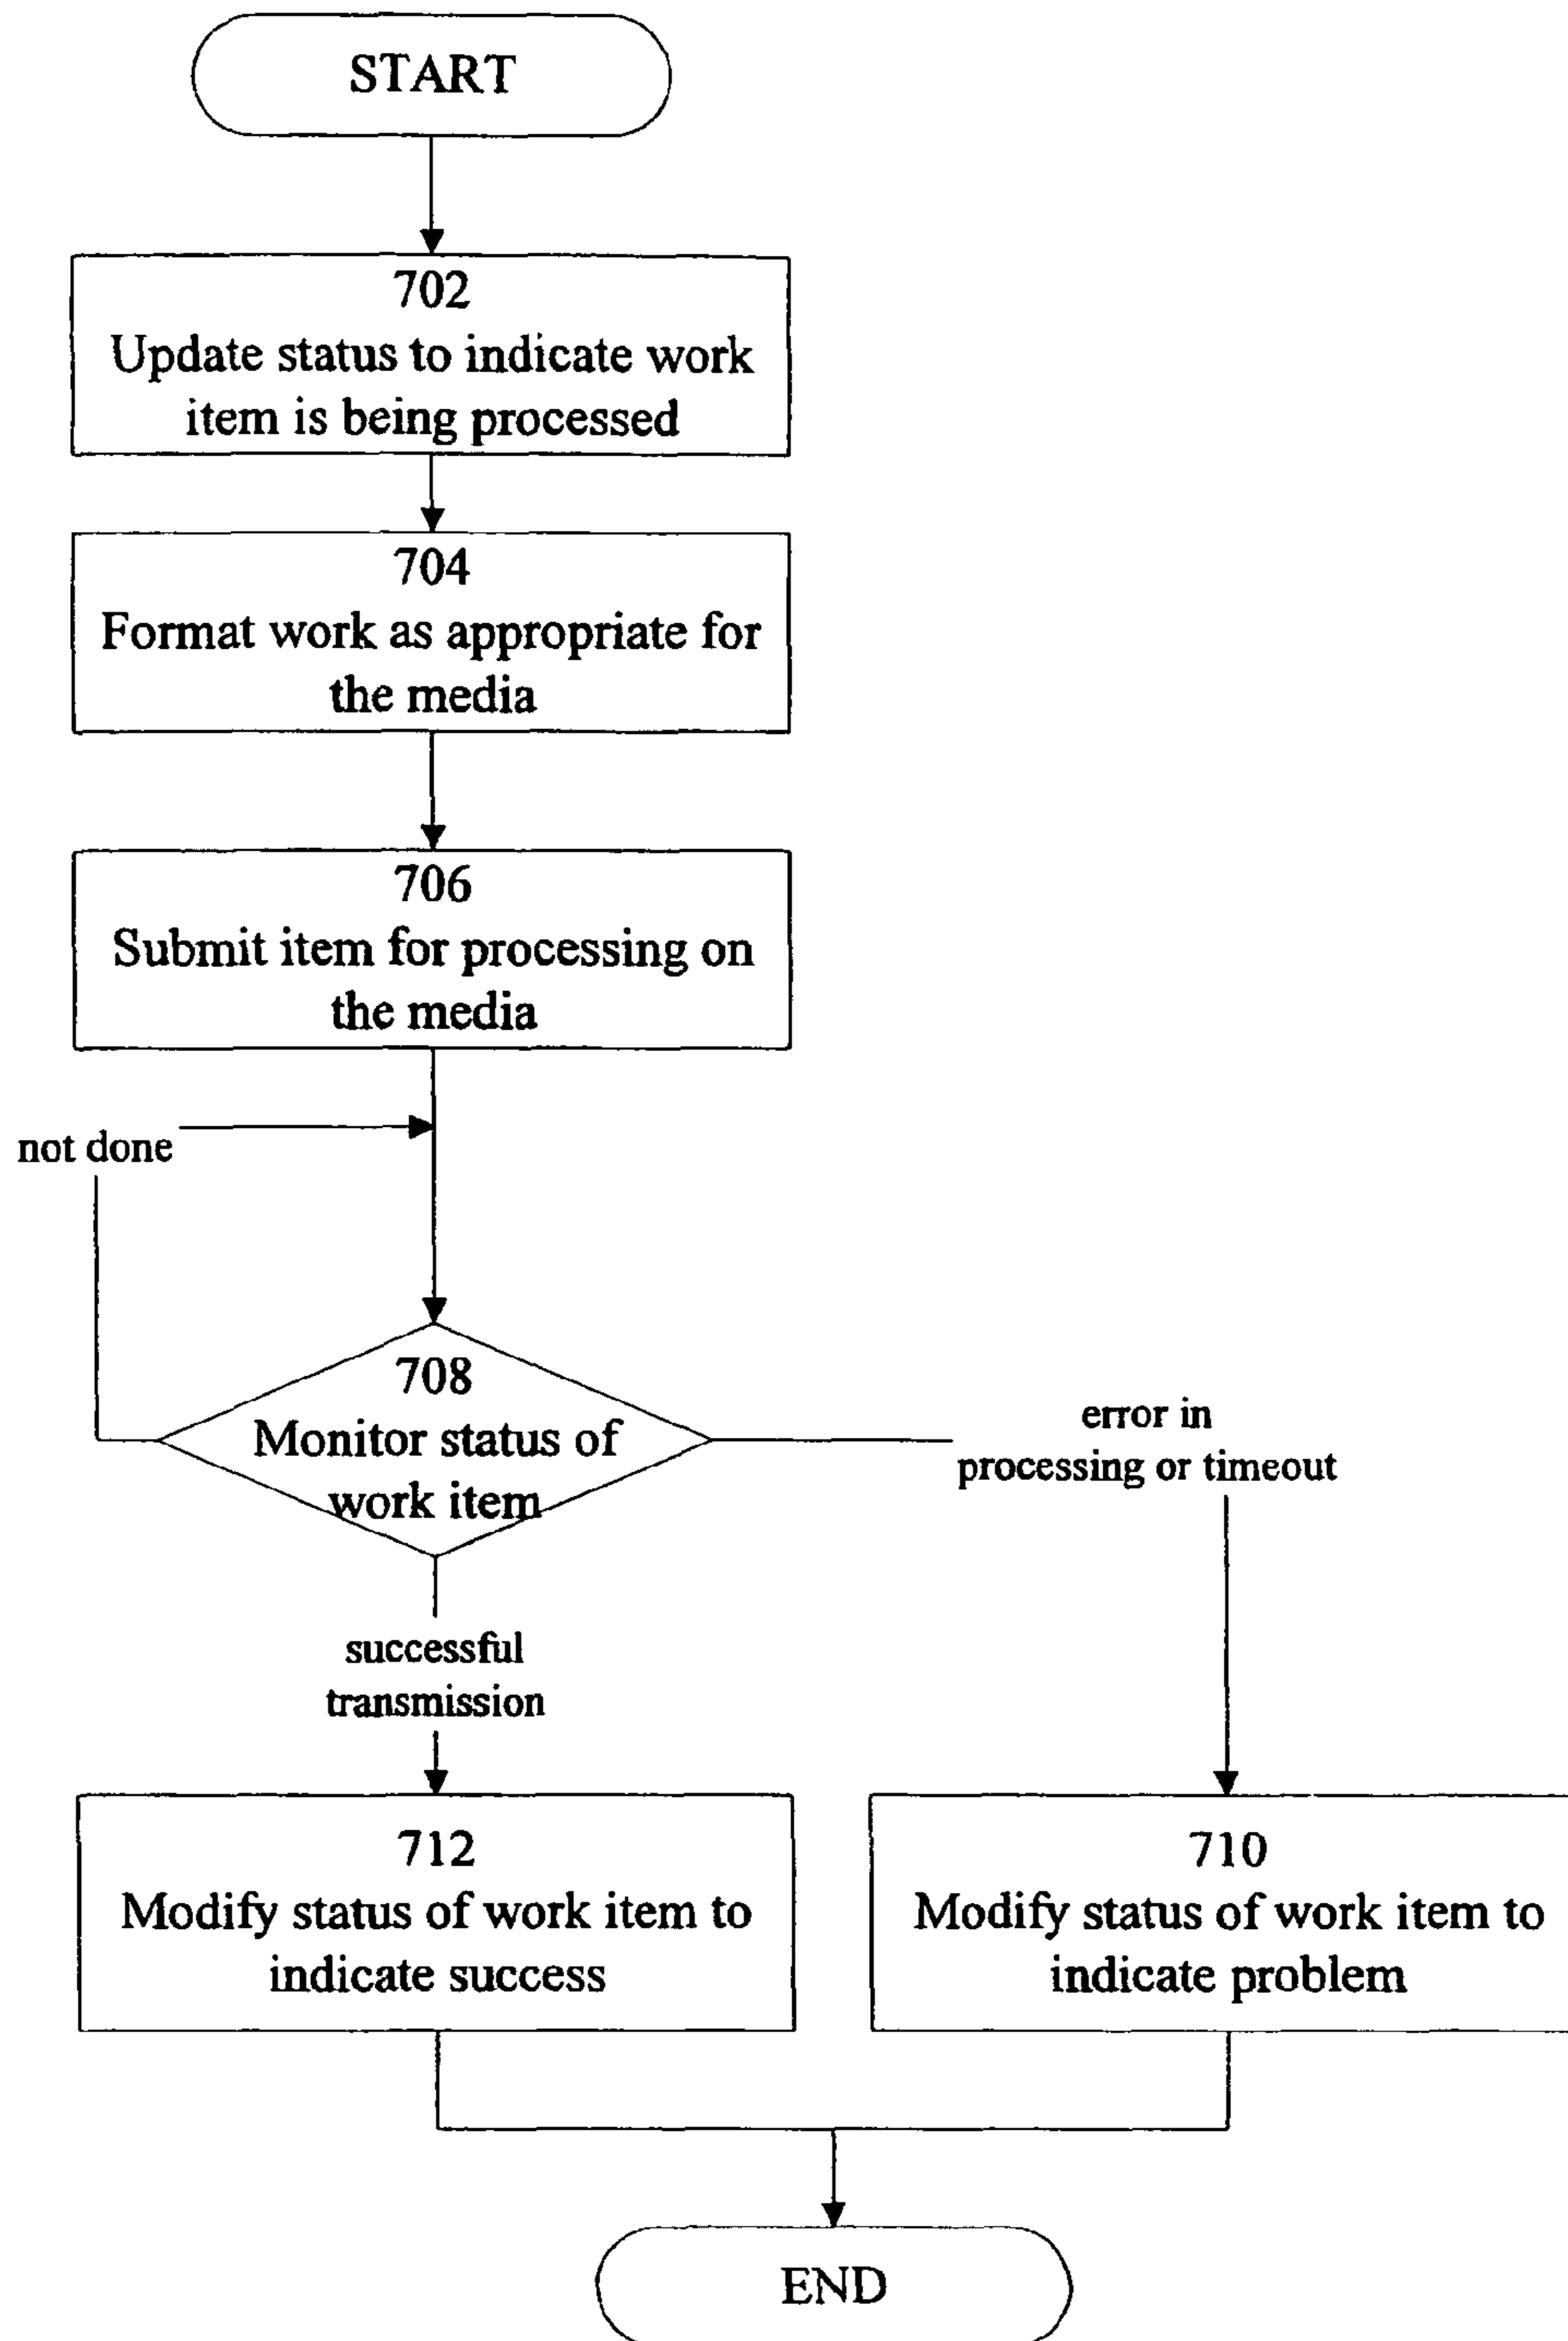 START
702
Update status to indicate work
item is being processed
704
Format work as appropriate for
the media
706
Submit item for processing on
the media
not done
708
Monitor status of
work item
error in
processing or timeout
successful
transmission
712
Modify status of work item to
indicate success
710
Modify status of work item to
indicate problem
END